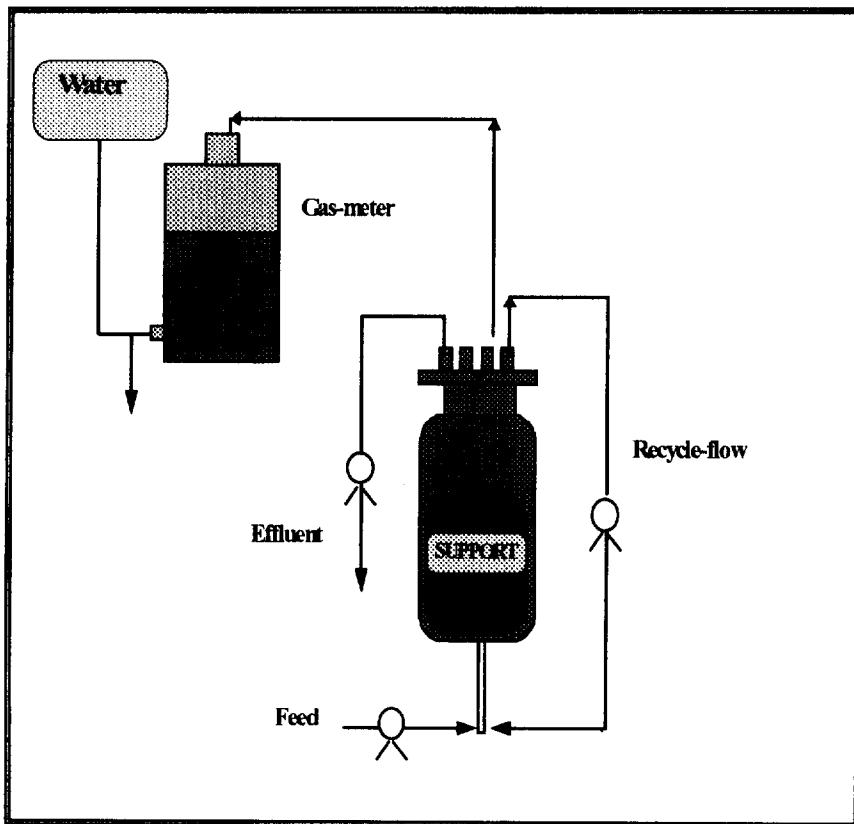 Water
Gas-meter
Recycle-flow
Effluent
SUPPORT
Feed